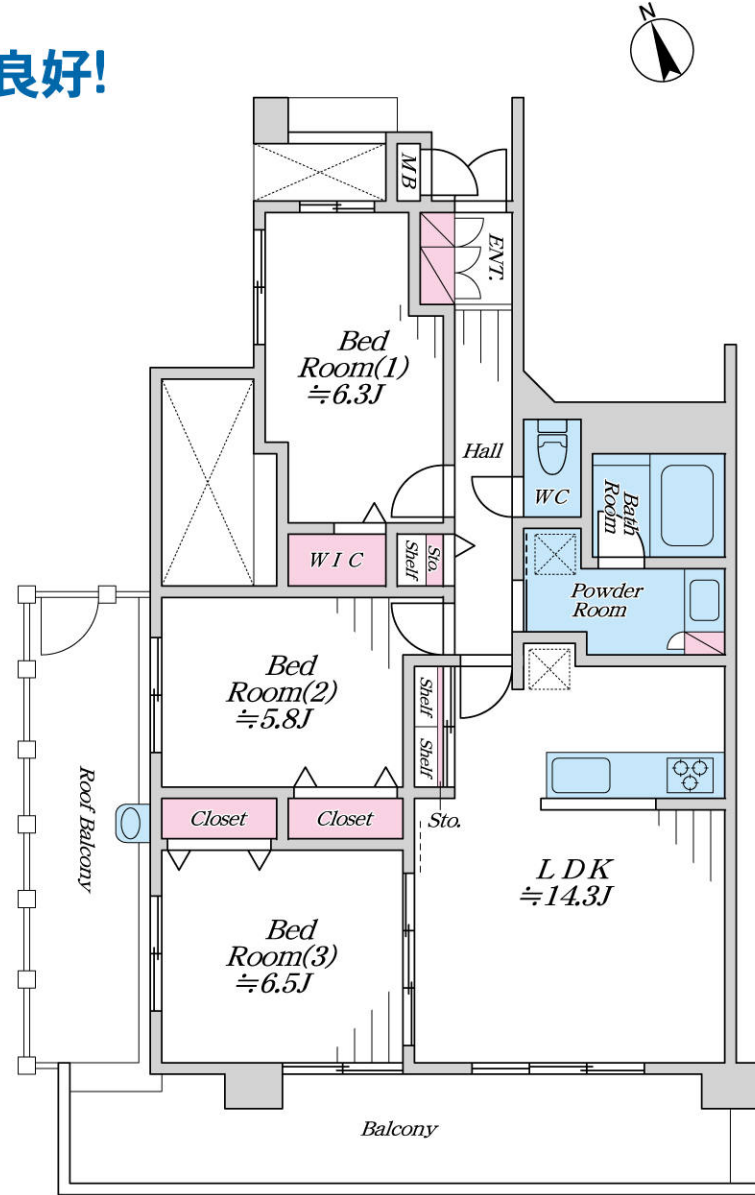 N
良好!
MB
ENT.
Bed
Room(1)
≒6.3J
Hall
WC
Bath
Room
WIC
Shelf
Sto.
Powder
Room
Bed
Room(2)
≒5.8J
Shelf
Shelf
Sto.
Roof Balcony
Closet
Closet
LDK
≒14.3J
Bed
Room(3)
≒6.5J
Balcony